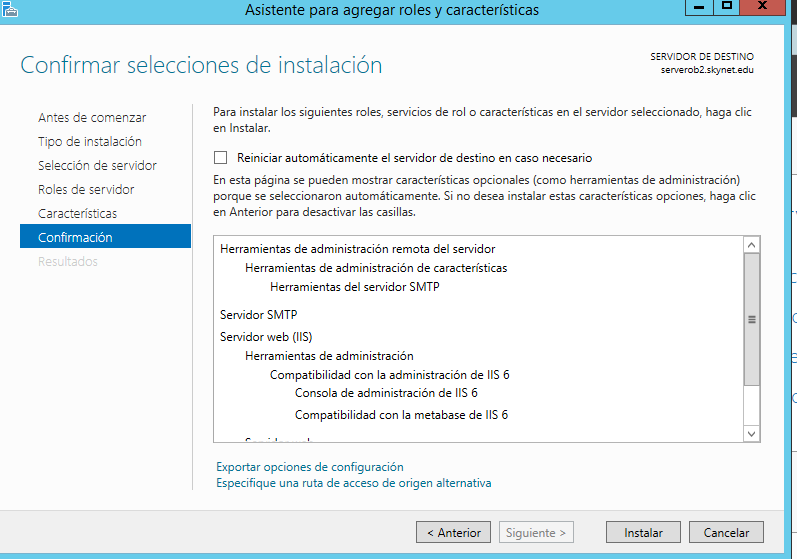 Asistente para agregar roles y características
Confirmar selecciones de instalación
SERVIDOR DE DESTINO
serverob2.skynet.edu
Antes de comenzar
Tipo de instalación
Selección de servidor
Roles de servidor
Características
Confirmación
Resultados
Para instalar los siguientes roles, servicios de rol o características en el servidor seleccionado, haga clic
en Instalar.
Reiniciar automáticamente el servidor de destino en caso necesario
En esta página se pueden mostrar características opcionales (como herramientas de administración)
porque se seleccionaron automáticamente. Si no desea instalar estas características opciones, haga clic
en Anterior para desactivar las casillas.
Herramientas de administración remota del servidor
Herramientas de administración de características
Herramientas del servidor SMTP
Servidor SMTP
Servidor web (IIS)
Herramientas de administración
Compatibilidad con la administración de IIS 6
Consola de administración de IIS 6
Compatibilidad con la metabase de IIS 6
Exportar opciones de configuración
Especifique una ruta de acceso de origen alternativa
< Anterior
Siguiente >
Instalar
Cancelar